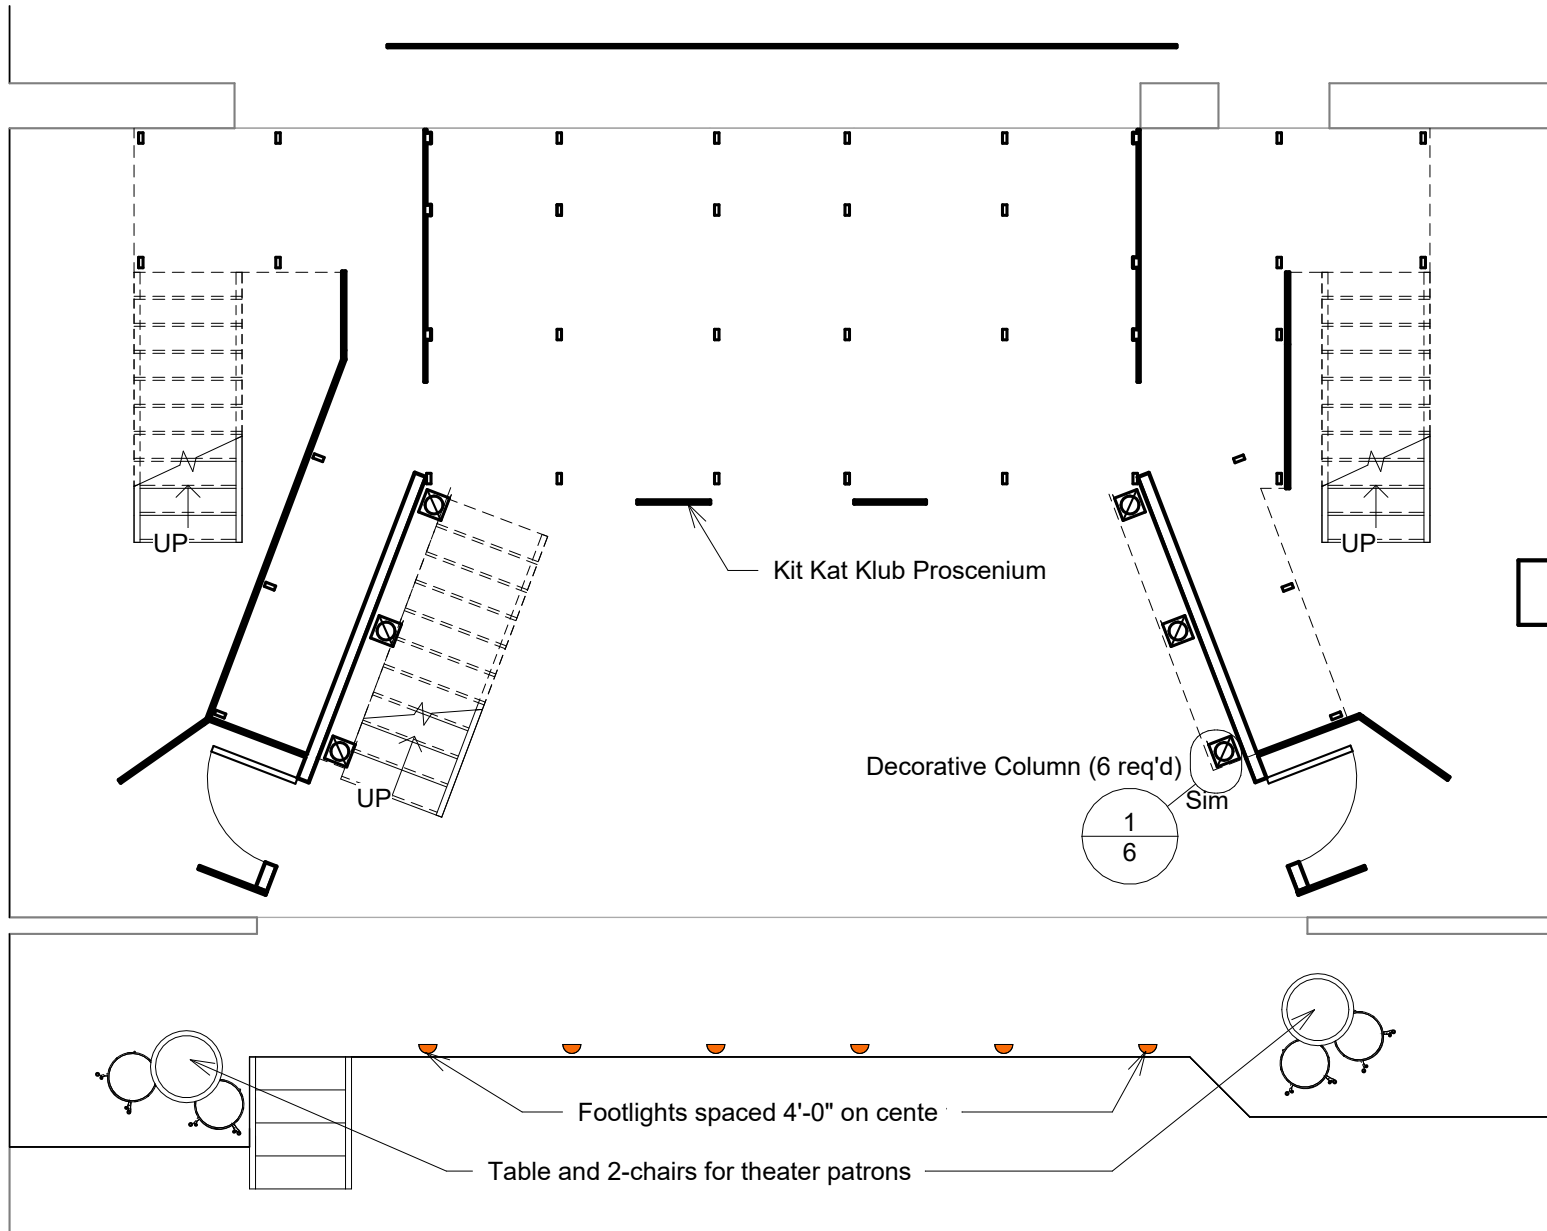 UP
UP
Kit Kat Klub Proscenium
Decorative Column (6 req'd)
UP
Sim
1
6
Footlights spaced 4'-0" on cente
Table and 2-chairs for theater patrons